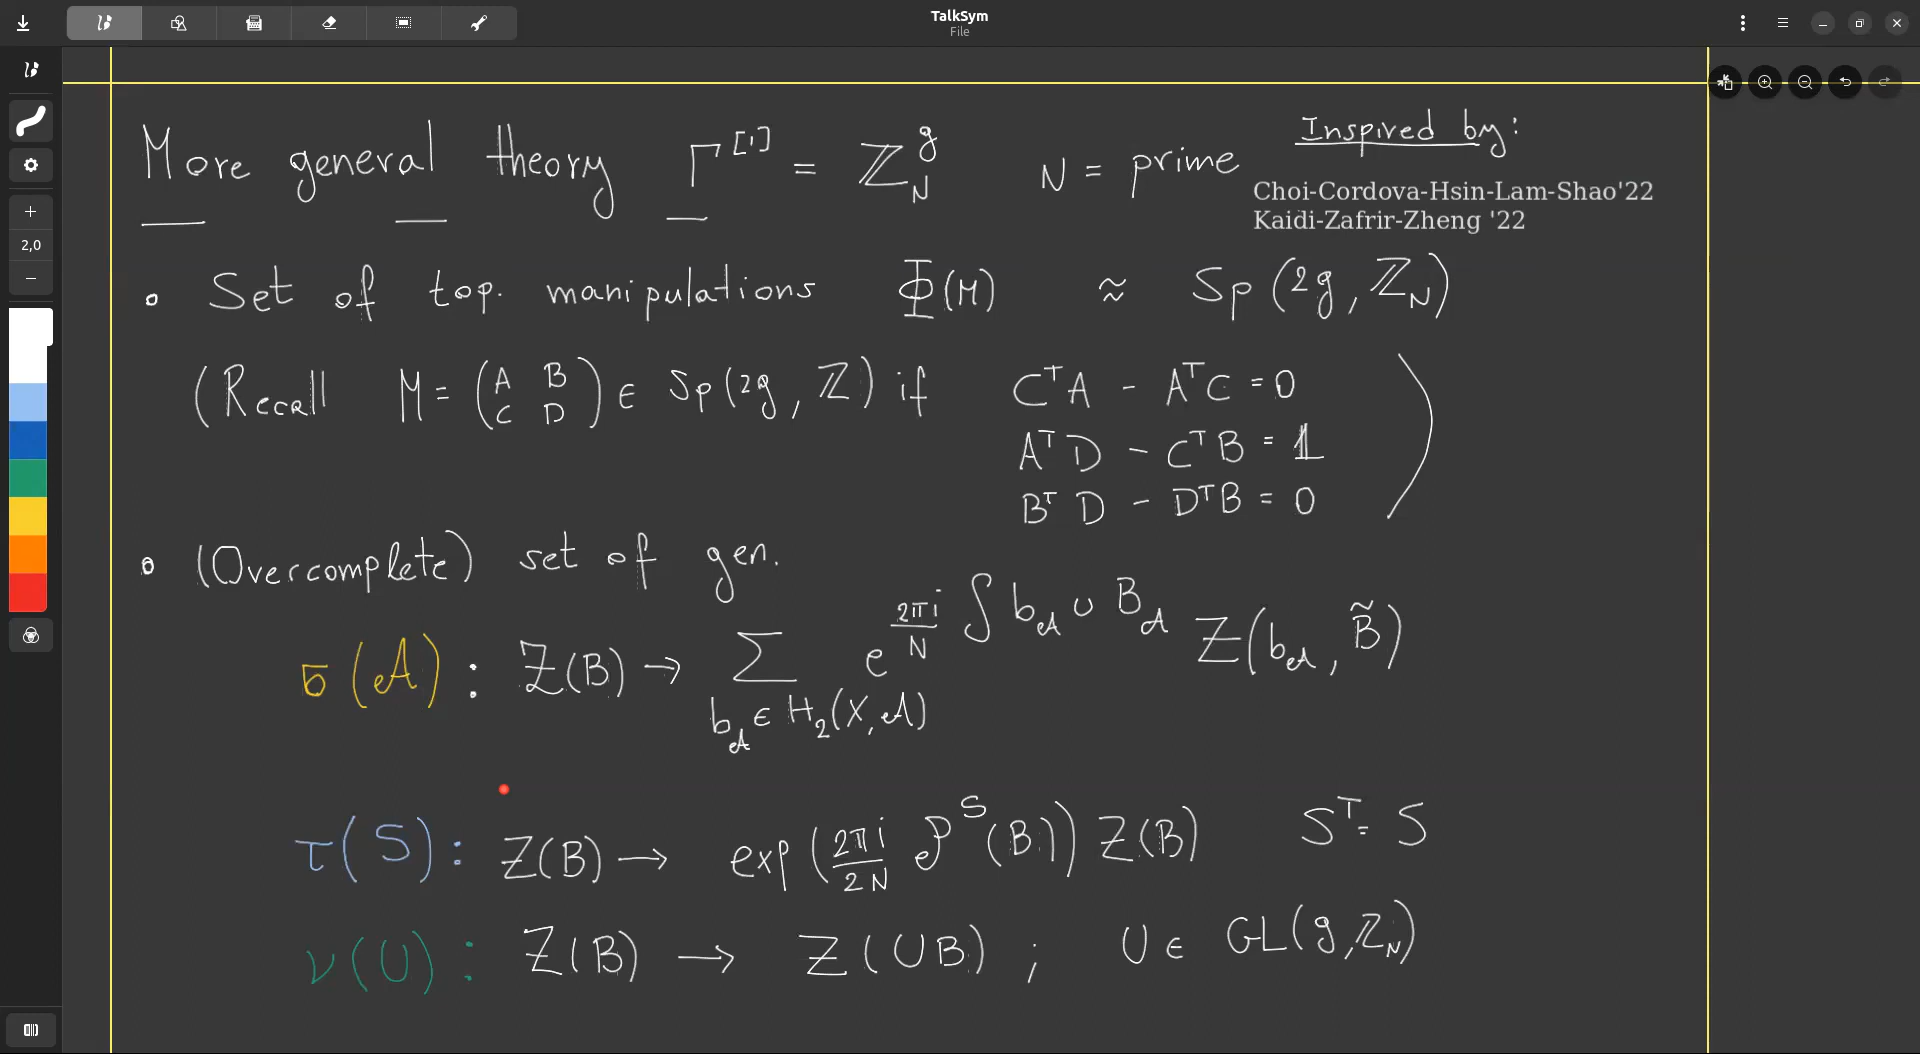 TalkSym
File
More general theory Γ^[1] = ℤ_N^g N = prime
Inspired by:
Choi-Cordova-Hsin-Lam-Shao'22
Kaidi-Zafrir-Zheng '22
∘ Set of top. manipulations Φ(M) ≈ Sp(2g, ℤ_N)
(Recall M = (A B
C D) ∈ Sp(2g, ℤ) if
C^T A - A^T C = 0
A^T D - C^T B = 𝟙
B^T D - D^T B = 0 )
∘ (Overcomplete) set of gen.
σ(𝒜) : Z(B) → ∑_{b_𝒜 ∈ H_2(X, 𝒜)} e^{2πi/N ∫ b_𝒜 ∪ B_𝒜} Z(b_𝒜, B̃)
τ(S) : Z(B) → exp(2πi/2N 𝒫^S(B)) Z(B) S^T = S
ν(U) : Z(B) → Z(UB) ; U ∈ GL(g, ℤ_N)
2,0